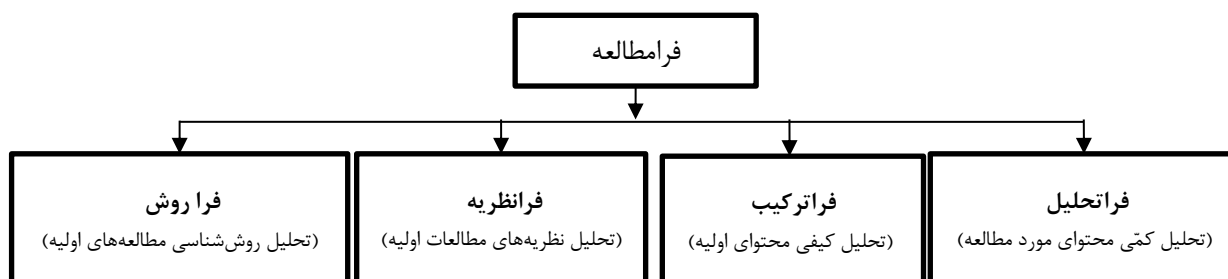 فرامطالعه
فراتحلیل
(تحلیل کمّی محتوای مورد مطالعه)
فراترکیب
(تحلیل کیفی محتوای اولیه)
فرانظریه
(تحلیل نظریه‌های مطالعات اولیه)
فرا روش
(تحلیل روش‌شناسی مطالعه‌های اولیه)